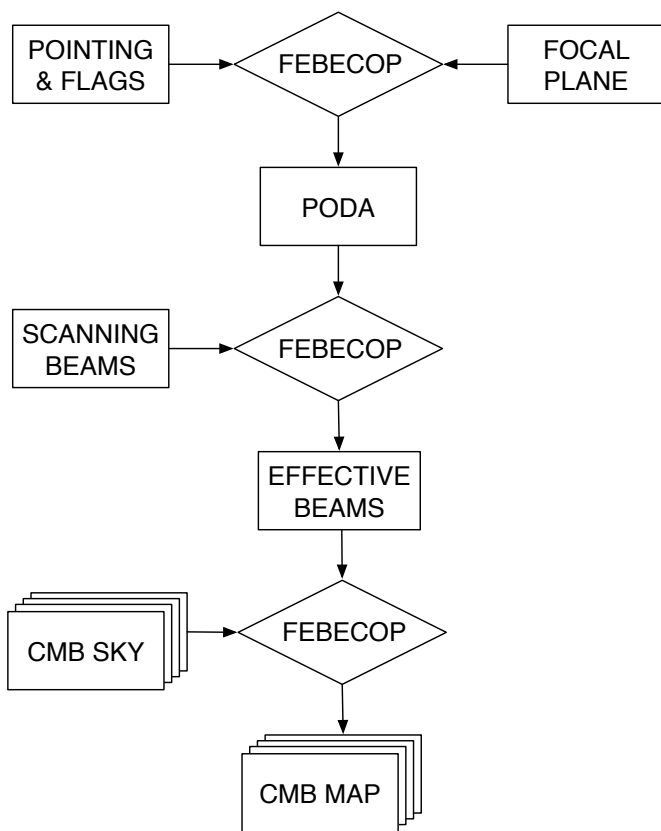 POINTING
& FLAGS
FEBECOP
FOCAL
PLANE
PODA
SCANNING
BEAMS
FEBECOP
EFFECTIVE
BEAMS
CMB SKY
FEBECOP
CMB MAP